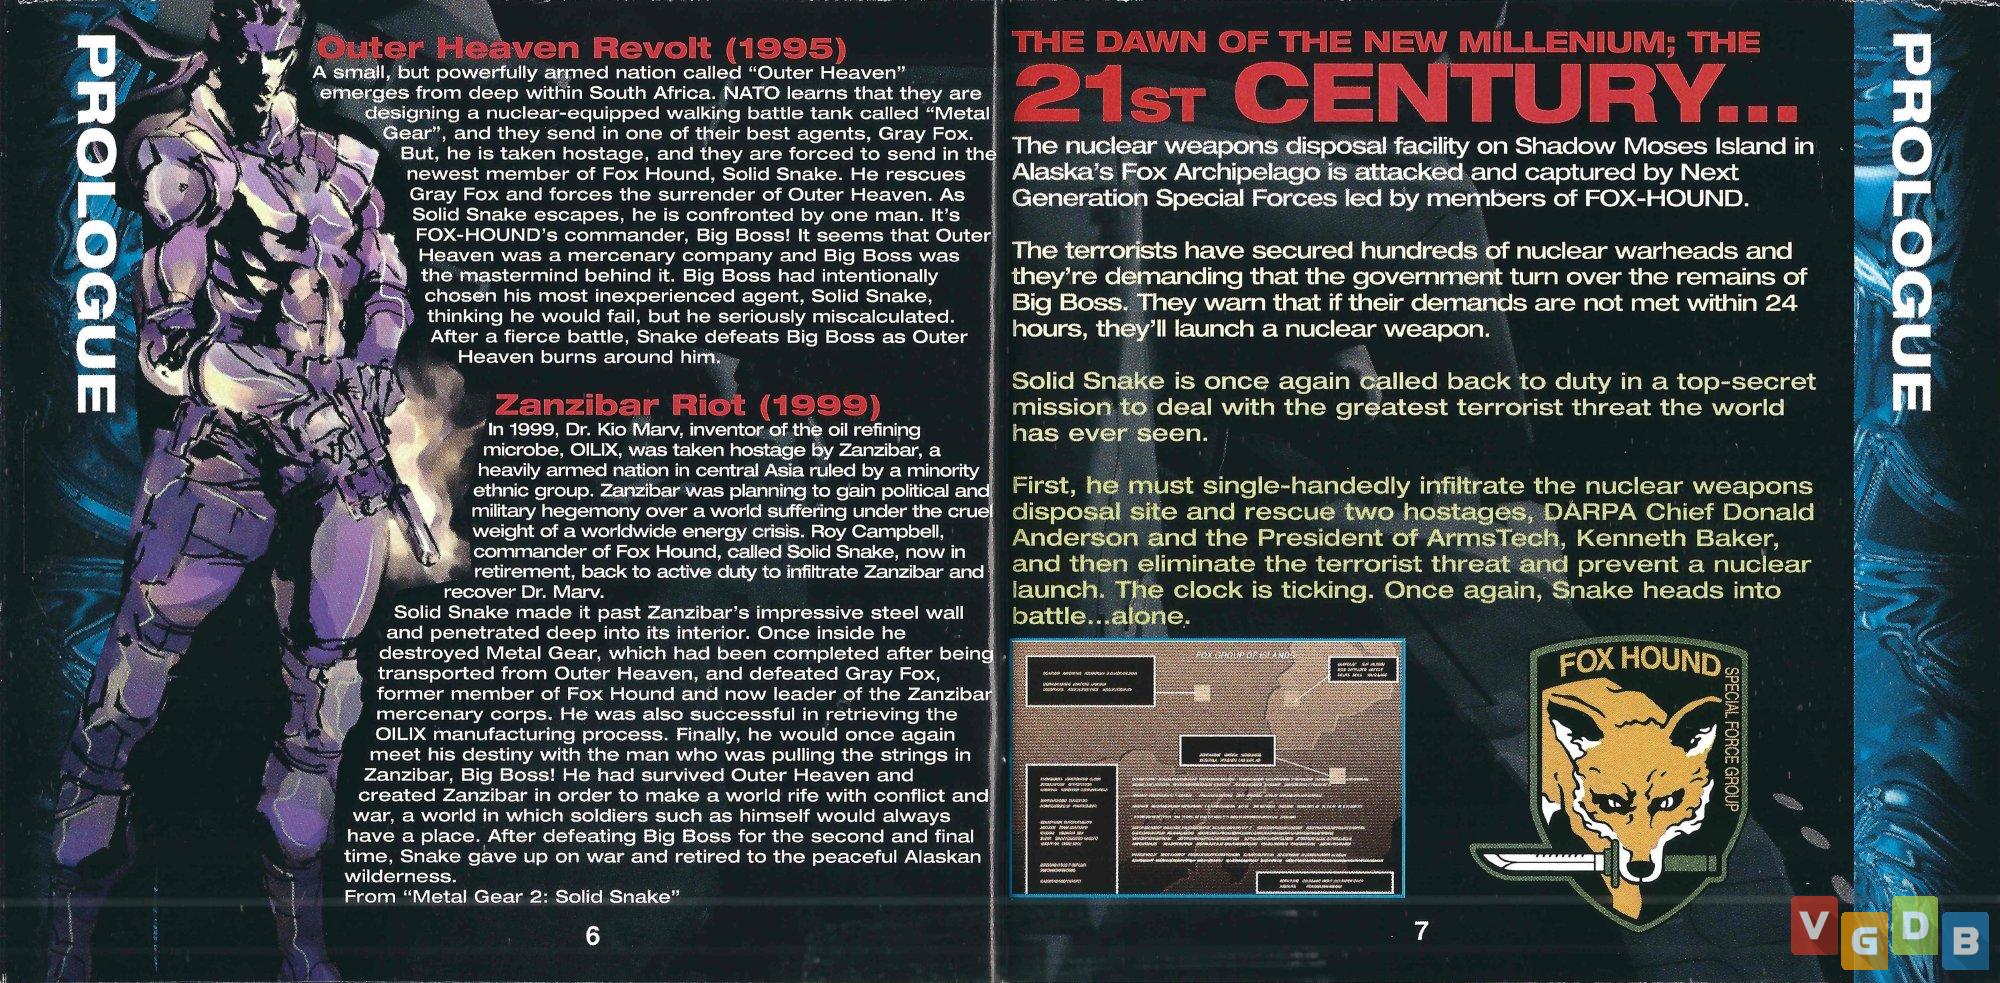 PROLOGUE
Outer Heaven Revolt (1995)
A small, but powerfully armed nation called “Outer Heaven”
emerges from deep within South Africa. NATO learns that they are
designing a nuclear-equipped walking battle tank called “Metal
Gear”, and they send in one of their best agents, Gray Fox.
But, he is taken hostage, and they are forced to send in the
newest member of Fox Hound, Solid Snake. He rescues
Gray Fox and forces the surrender of Outer Heaven. As
Solid Snake escapes, he is confronted by one man. It’s
FOX-HOUND’s commander, Big Boss! It seems that Outer
Heaven was a mercenary company and Big Boss was
the mastermind behind it. Big Boss had intentionally
chosen his most inexperienced agent, Solid Snake,
thinking he would fail, but he seriously miscalculated.
After a fierce battle, Snake defeats Big Boss as Outer
Heaven burns around him.
Zanzibar Riot (1999)
In 1999, Dr. Kio Marv, inventor of the oil refining
microbe, OILIX, was taken hostage by Zanzibar, a
heavily armed nation in central Asia ruled by a minority
ethnic group. Zanzibar was planning to gain political and
military hegemony over a world suffering under the cruel
weight of a worldwide energy crisis. Roy Campbell,
commander of Fox Hound, called Solid Snake, now in
retirement, back to active duty to infiltrate Zanzibar and
recover Dr. Marv.
Solid Snake made it past Zanzibar’s impressive steel wall
and penetrated deep into its interior. Once inside he
destroyed Metal Gear, which had been completed after being
transported from Outer Heaven, and defeated Gray Fox,
former member of Fox Hound and now leader of the Zanzibar
mercenary corps. He was also successful in retrieving the
OILIX manufacturing process. Finally, he would once again
meet his destiny with the man who was pulling the strings in
Zanzibar, Big Boss! He had survived Outer Heaven and
created Zanzibar in order to make a world rife with conflict and
war, a world in which soldiers such as himself would always
have a place. After defeating Big Boss for the second and final
time, Snake gave up on war and retired to the peaceful Alaskan
wilderness.
From “Metal Gear 2: Solid Snake”
6
THE DAWN OF THE NEW MILLENIUM; THE
21ST CENTURY...
The nuclear weapons disposal facility on Shadow Moses Island in
Alaska’s Fox Archipelago is attacked and captured by Next
Generation Special Forces led by members of FOX-HOUND.
The terrorists have secured hundreds of nuclear warheads and
they’re demanding that the government turn over the remains of
Big Boss. They warn that if their demands are not met within 24
hours, they’ll launch a nuclear weapon.
Solid Snake is once again called back to duty in a top-secret
mission to deal with the greatest terrorist threat the world
has ever seen.
First, he must single-handedly infiltrate the nuclear weapons
disposal site and rescue two hostages, DARPA Chief Donald
Anderson and the President of ArmsTech, Kenneth Baker,
and then eliminate the terrorist threat and prevent a nuclear
launch. The clock is ticking. Once again, Snake heads into
battle...alone.
FOX GROUP OF ISLANDS
FOX HOUND
SPECIAL FORCE GROUP
7
PROLOGUE
VGDB